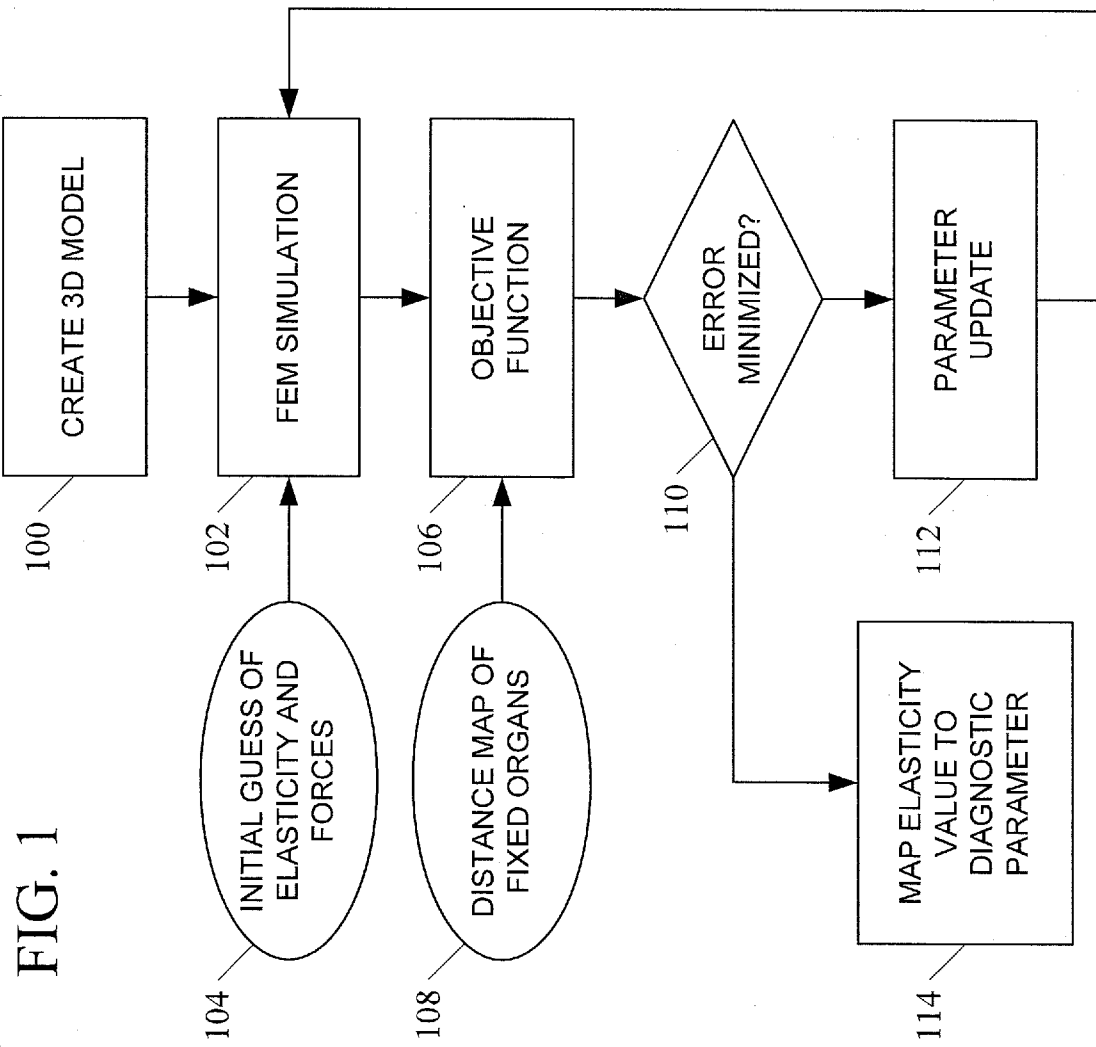 FIG. 1
100
CREATE 3D MODEL
104
INITIAL GUESS OF
ELASTICITY AND
FORCES
102
FEM SIMULATION
108
DISTANCE MAP OF
FIXED ORGANS
106
OBJECTIVE
FUNCTION
110
ERROR
MINIMIZED?
114
MAP ELASTICITY
VALUE TO
DIAGNOSTIC
PARAMETER
112
PARAMETER
UPDATE